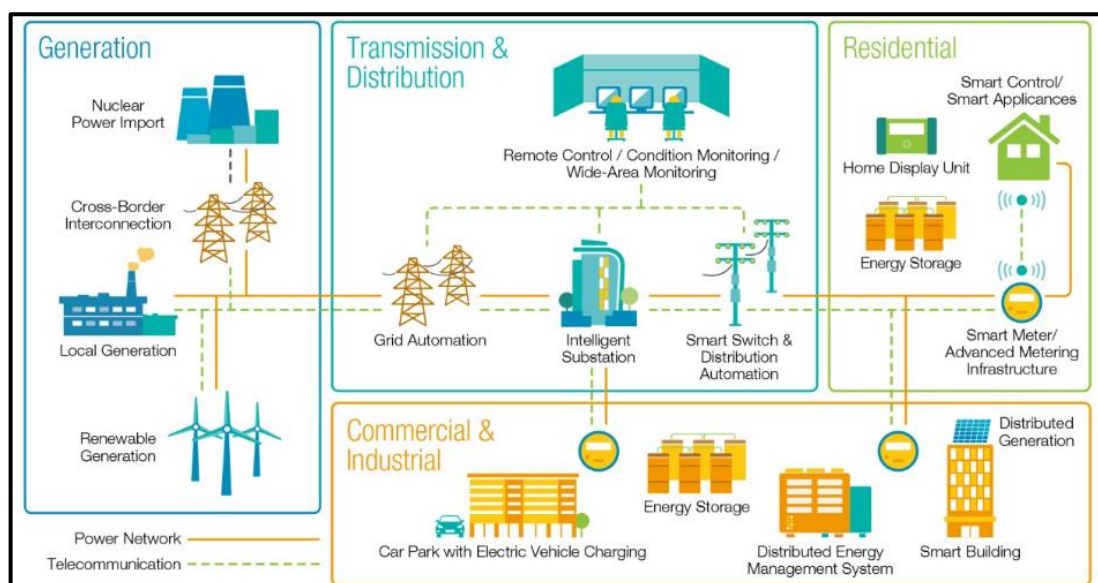 Generation
Nuclear
Power Import
Cross-Border
Interconnection
Local Generation
Renewable
Generation
Power Network
Telecommunication
Transmission &
Distribution
Remote Control / Condition Monitoring /
Wide-Area Monitoring
Grid Automation
Intelligent
Substation
Smart Switch &
Distribution
Automation
Residential
Smart Control/
Smart Applicances
Home Display Unit
Energy Storage
Smart Meter/
Advanced Metering
Infrastructure
Commercial &
Industrial
Car Park with Electric Vehicle Charging
Energy Storage
Distributed Energy
Management System
Distributed
Generation
Smart Building